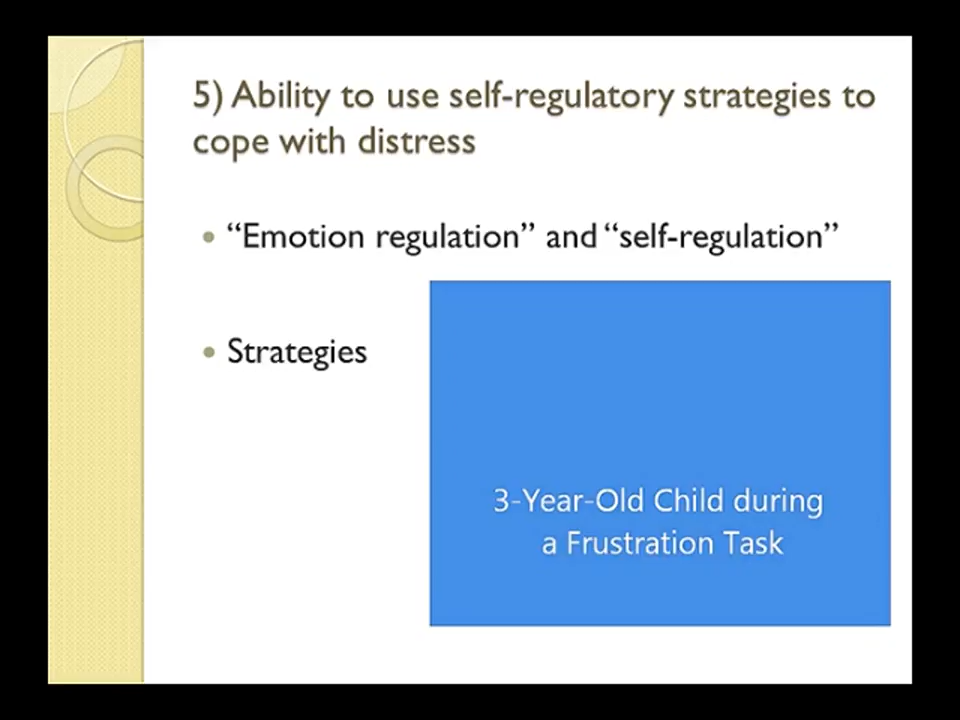 5) Ability to use self-regulatory strategies to
cope with distress
• “Emotion regulation” and “self-regulation”
• Strategies
3-Year-Old Child during
a Frustration Task